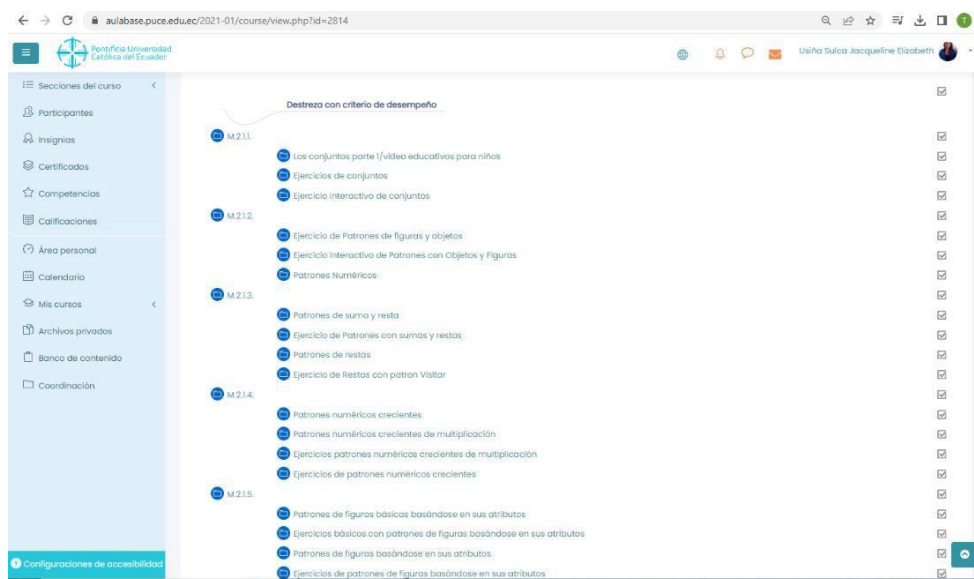 aulabase.puce.edu.ec/2021-01/course/view.php?id=2814
T
Pontificia Universidad
Católica del Ecuador
Usiña Sulca Jacqueline Elizabeth
Secciones del curso
Participantes
Insignias
Certificados
Competencias
Calificaciones
Área personal
Calendario
Mis cursos
Archivos privados
Banco de contenido
Coordinación
Configuraciones de accesibilidad
Destreza con criterio de desempeño
M.2.1.1.
Los conjuntos parte 1/video educativos para niños
Ejercicios de conjuntos
Ejercicio interactivo de conjuntos
M.2.1.2.
Ejercicio de Patrones de figuras y objetos
Ejercicio Interactivo de Patrones con Objetos y Figuras
Patrones Numéricos
M.2.1.3.
Patrones de suma y resta
Ejercicio de Patrones con sumas y restas
Patrones de restas
Ejercicio de Restas con patron Visitar
M.2.1.4.
Patrones numéricos crecientes
Patrones numéricos crecientes de multiplicación
Ejercicios patrones numéricos crecientes de multiplicación
Ejercicios de patrones numéricos crecientes
M.2.1.5.
Patrones de figuras básicas basándose en sus atributos
Ejercicios básicos con patrones de figuras basándose en sus atributos
Patrones de figuras basándose en sus atributos.
Ejercicios de patrones de figuras basándose en sus atributos